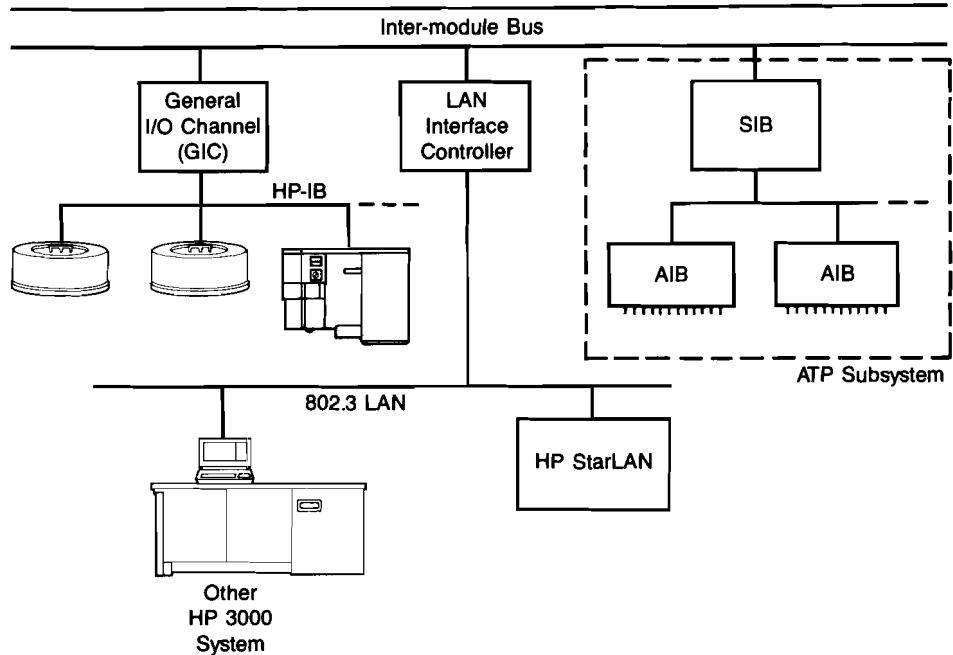 Inter-module Bus
General
I/O Channel
(GIC)
LAN
Interface
Controller
SIB
HP-IB
AIB
AIB
ATP Subsystem
802.3 LAN
HP StarLAN
Other
HP 3000
System